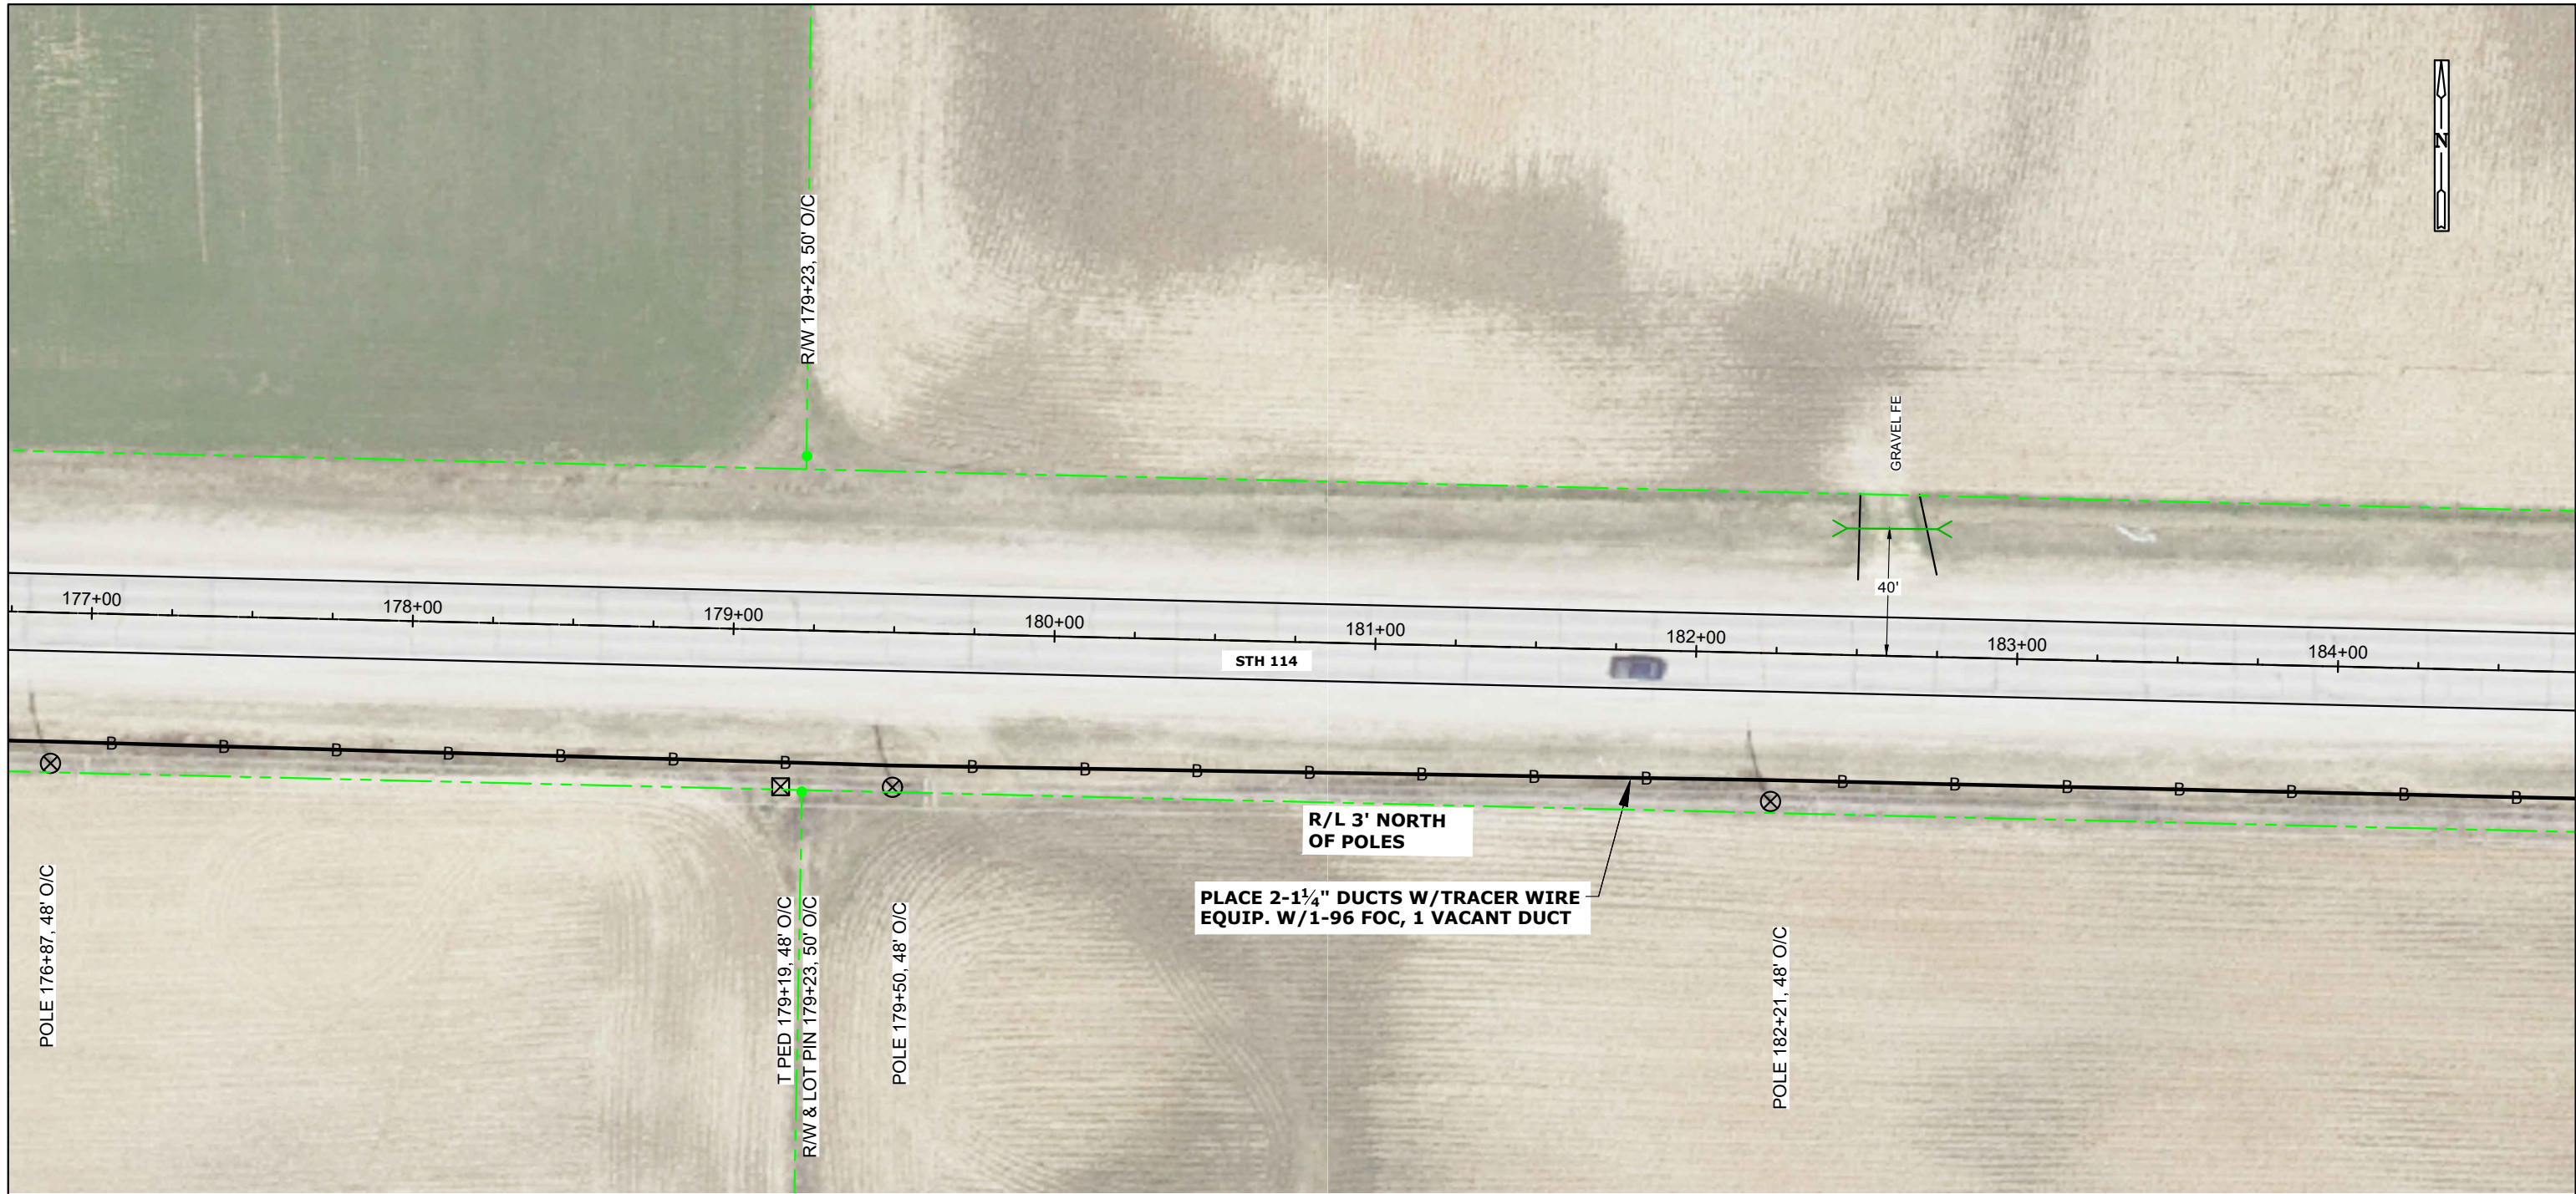 N
R/W 179+23, 50' O/C
GRAVEL FE
40'
177+00
178+00
179+00
180+00
181+00
182+00
183+00
184+00
STH 114
B B B B B B B B B B B B B B B B B B B B B B
R/L 3' NORTH
OF POLES
PLACE 2-1¼" DUCTS W/TRACER WIRE
EQUIP. W/1-96 FOC, 1 VACANT DUCT
POLE 176+87, 48' O/C
T PED 179+19, 48' O/C
R/W & LOT PIN 179+23, 50' O/C
POLE 179+50, 48' O/C
POLE 182+21, 48' O/C